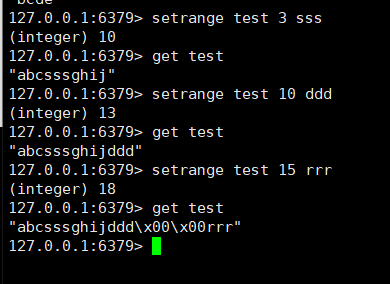 "bcde"
127.0.0.1:6379> setrange test 3 sss
(integer) 10
127.0.0.1:6379> get test
"abcsssghij"
127.0.0.1:6379> setrange test 10 ddd
(integer) 13
127.0.0.1:6379> get test
"abcsssghijddd"
127.0.0.1:6379> setrange test 15 rrr
(integer) 18
127.0.0.1:6379> get test
"abcsssghijddd\x00\x00rrr"
127.0.0.1:6379>